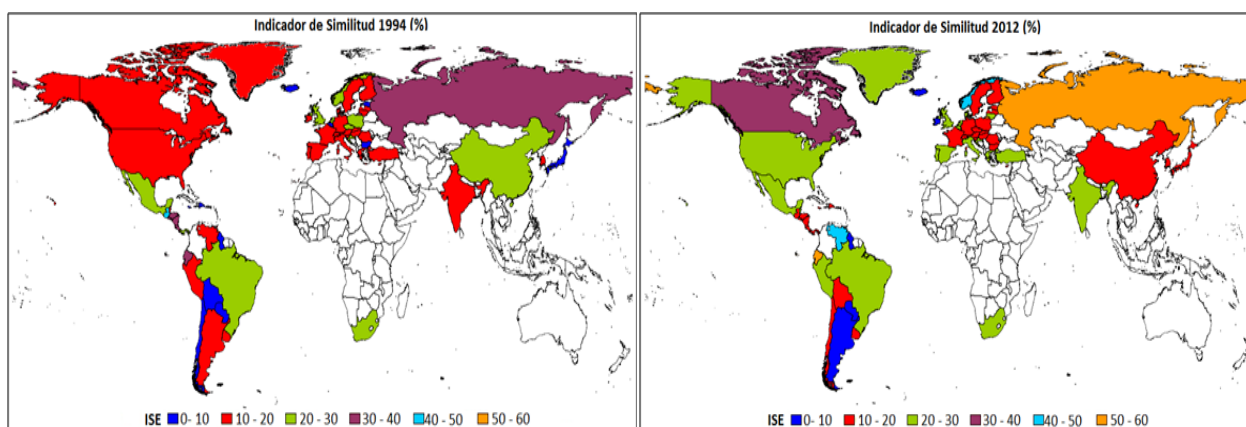 Indicador de Similitud 1994 (%)
ISE 0- 10 10 - 20 20 - 30 30 - 40 40 - 50 50 - 60
Indicador de Similitud 2012 (%)
ISE 0- 10 10 - 20 20 - 30 30 - 40 40 - 50 50 - 60